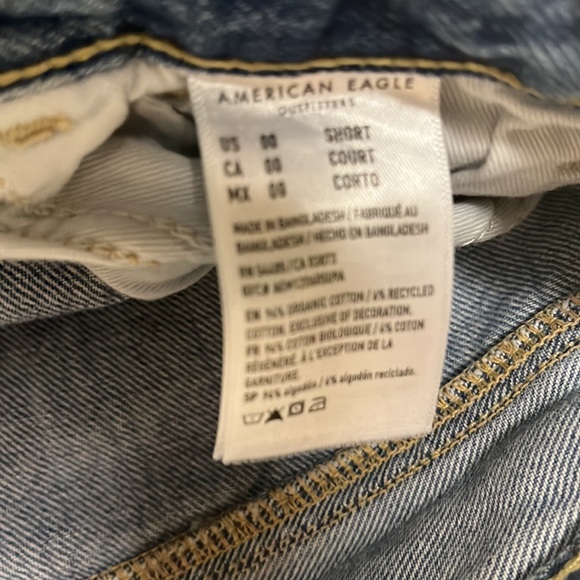 AMERICAN EAGLE
OUTFITTERS
US 00 SHORT
CA 00 COURT
MX 00 CORTO
MADE IN BANGLADESH / FABRIQUÉ AU
BANGLADESH / HECHO EN BANGLADESH
EN 94% ORGANIC COTTON / 6% RECYCLED
COTTON. EXCLUSIVE OF DECORATION.
FR 94% COTON BIOLOGIQUE / 6% COTON
À L'EXCEPTION DE LA
GARNITURE.
SP 94% algodón / 6% algodón reciclado.